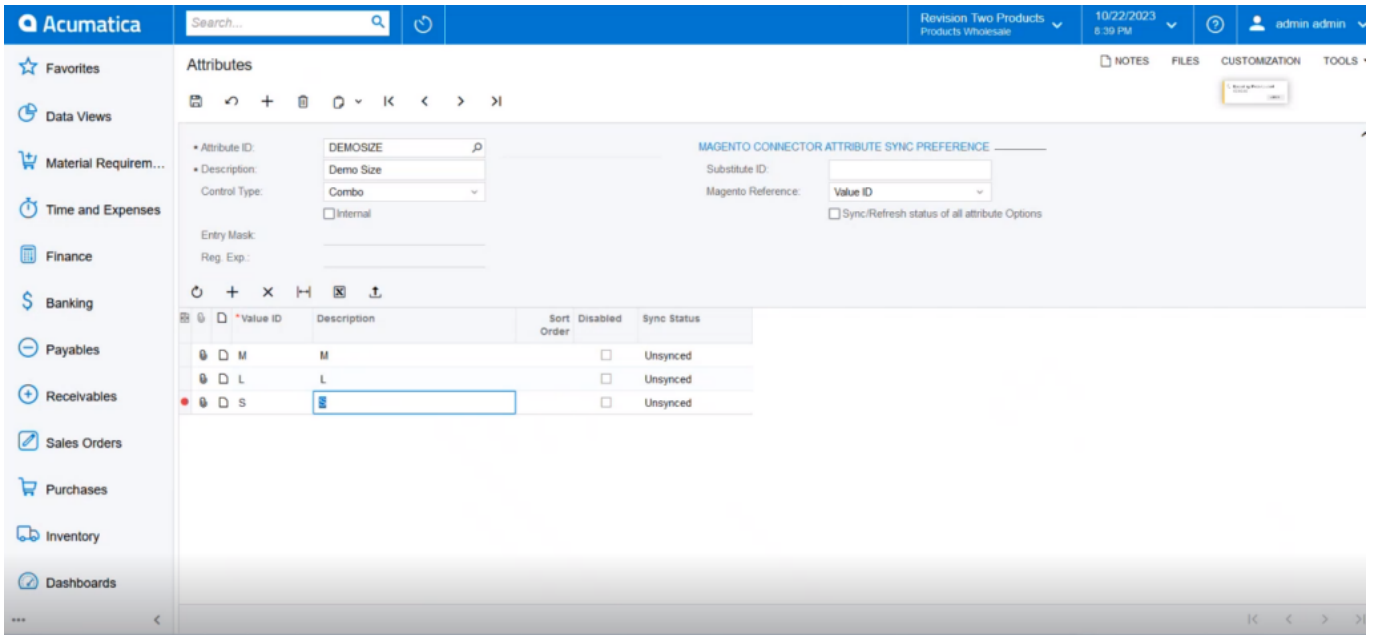 Acumatica
Search...
Revision Two Products
Products Wholesale
10/22/2023
8:39 PM
admin admin
Favorites
Data Views
Material Requirem...
Time and Expenses
Finance
Banking
Payables
Receivables
Sales Orders
Purchases
Inventory
Dashboards
Attributes
NOTES FILES CUSTOMIZATION TOOLS
* Attribute ID: DEMOSIZE
* Description: Demo Size
Control Type: Combo
Internal
Entry Mask:
Reg. Exp.:
MAGENTO CONNECTOR ATTRIBUTE SYNC PREFERENCE
Substitute ID:
Magento Reference: Value ID
Sync/Refresh status of all attribute Options
* Value ID Description Sort Order Disabled Sync Status
M M Unsynced
L L Unsynced
S S Unsynced